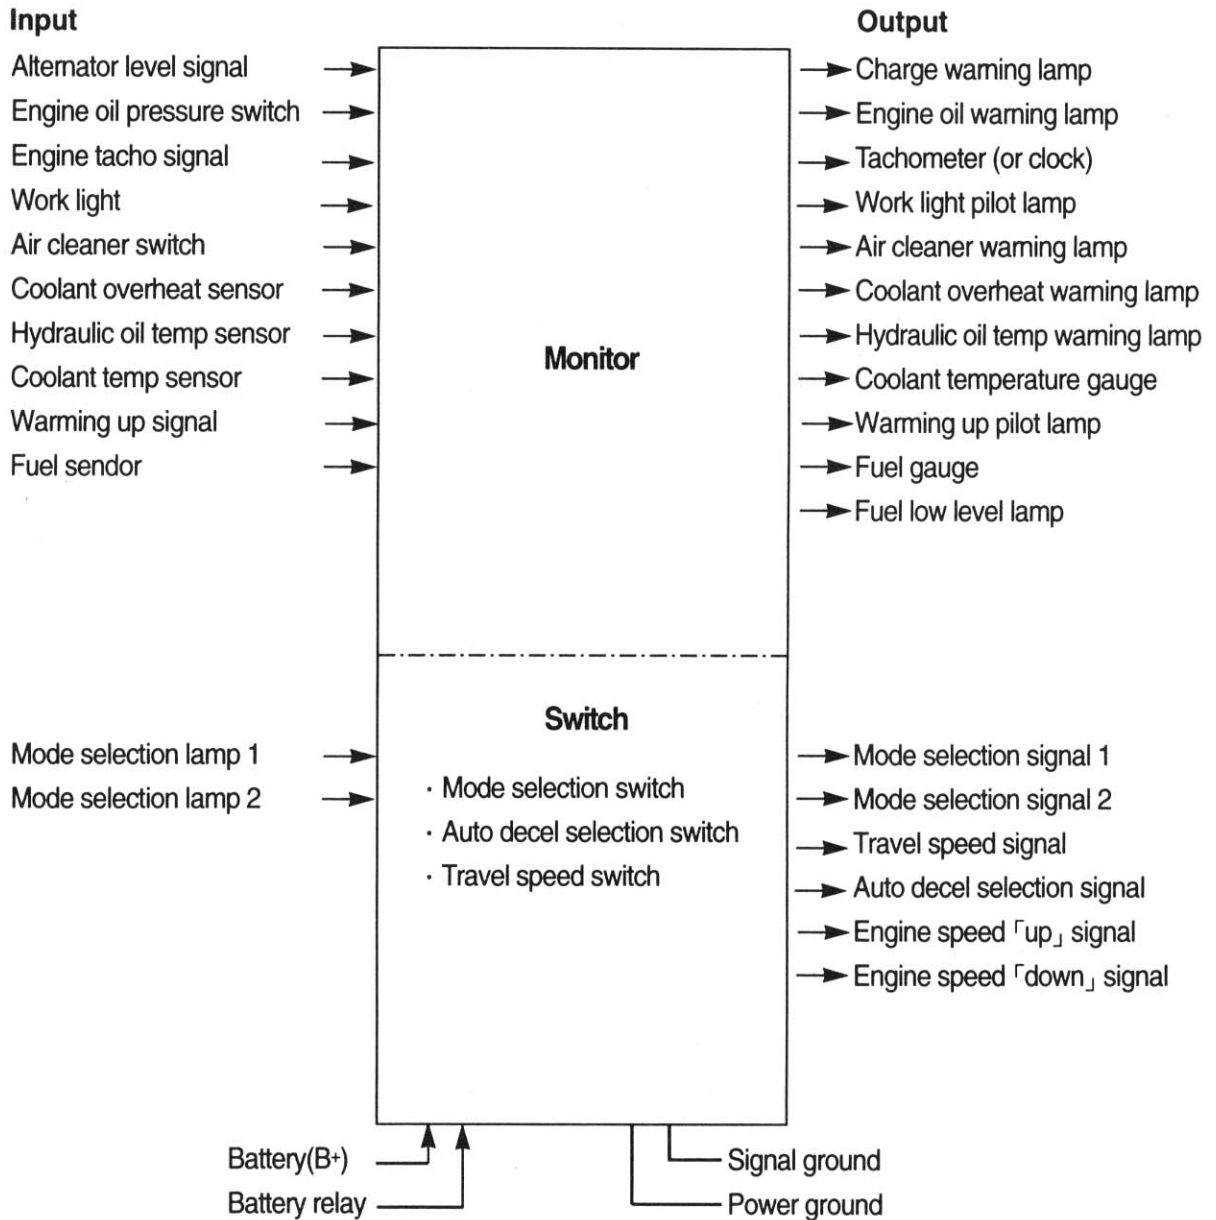 Input
Output
Alternator level signal
Charge warning lamp
Engine oil pressure switch
Engine oil warning lamp
Engine tacho signal
Tachometer (or clock)
Work light
Work light pilot lamp
Air cleaner switch
Air cleaner warning lamp
Coolant overheat sensor
Coolant overheat warning lamp
Hydraulic oil temp sensor
Hydraulic oil temp warning lamp
Monitor
Coolant temp sensor
Coolant temperature gauge
Warming up signal
Warming up pilot lamp
Fuel sendor
Fuel gauge
Fuel low level lamp
Switch
Mode selection lamp 1
Mode selection signal 1
Mode selection lamp 2
· Mode selection switch
Mode selection signal 2
· Auto decel selection switch
Travel speed signal
· Travel speed switch
Auto decel selection signal
Engine speed「up」signal
Engine speed「down」signal
Battery(B+)
Signal ground
Battery relay
Power ground